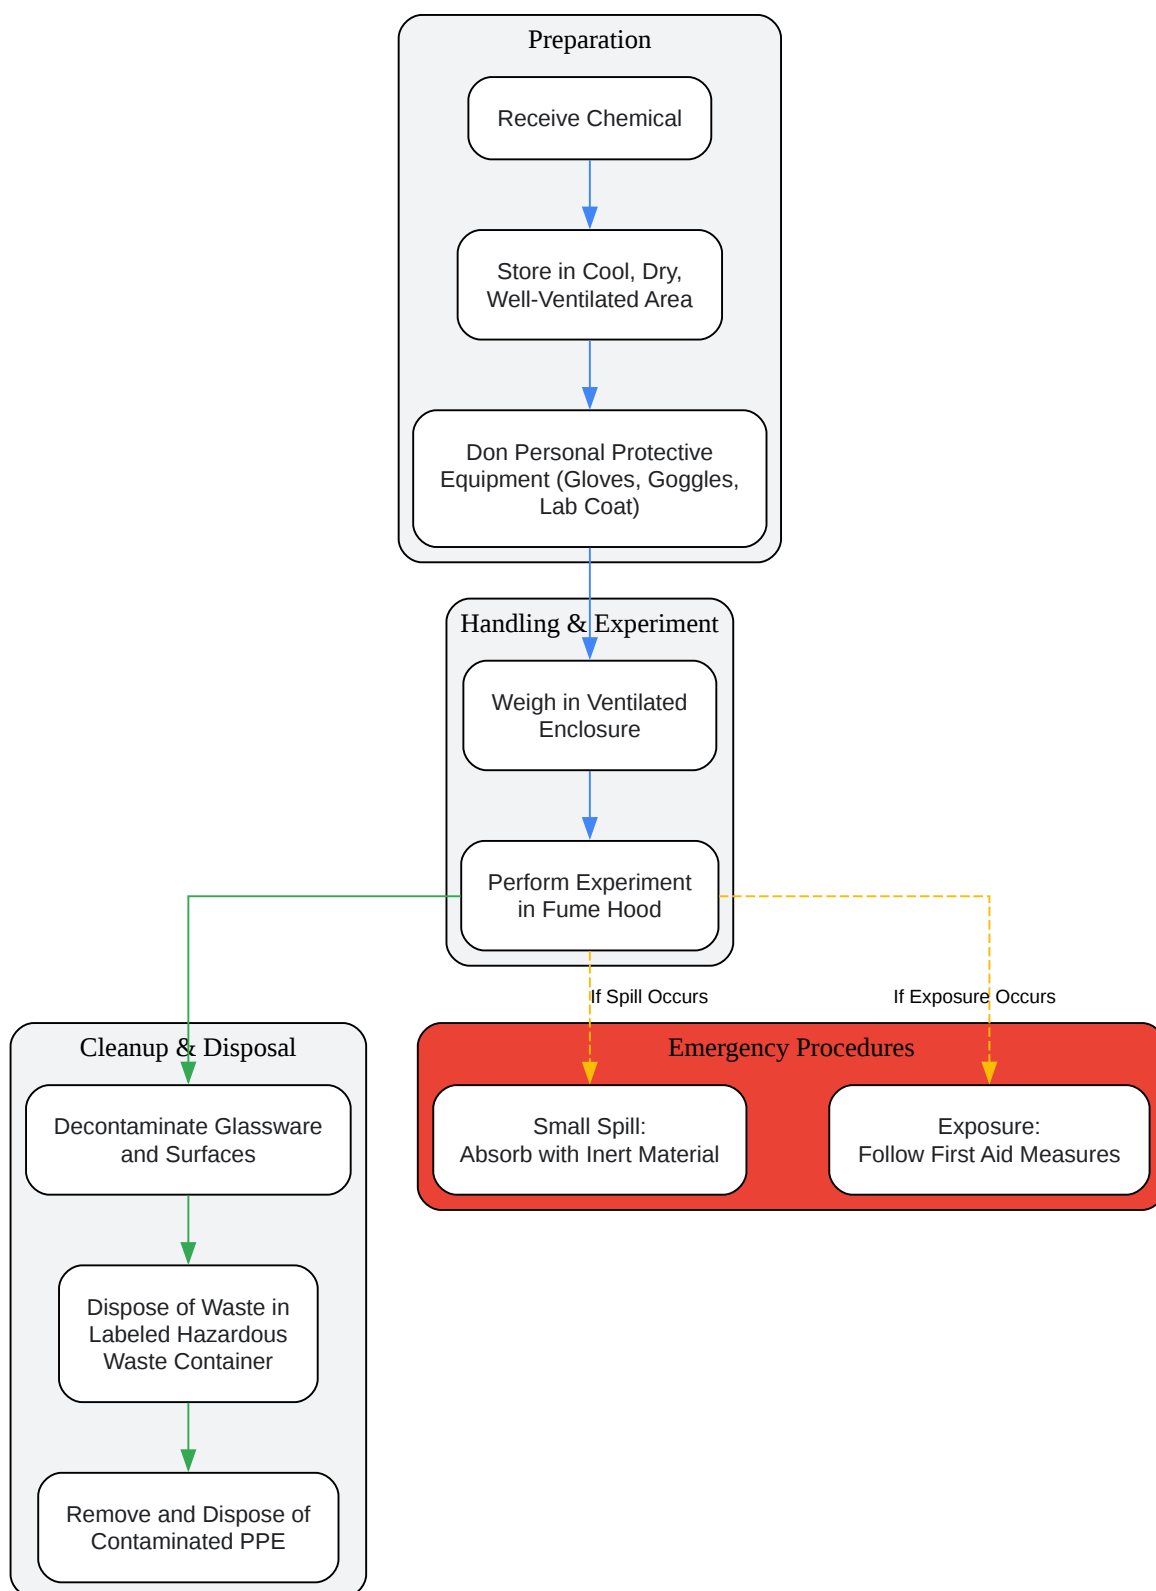 Preparation
Receive Chemical
Store in Cool, Dry,
Well-Ventilated Area
Don Personal Protective
Equipment (Gloves, Goggles,
Lab Coat)
Handling & Experiment
Weigh in Ventilated
Enclosure
Perform Experiment
in Fume Hood
If Spill Occurs
If Exposure Occurs
Cleanup & Disposal
Decontaminate Glassware
and Surfaces
Dispose of Waste in
Labeled Hazardous
Waste Container
Remove and Dispose of
Contaminated PPE
Emergency Procedures
Small Spill:
Absorb with Inert Material
Exposure:
Follow First Aid Measures